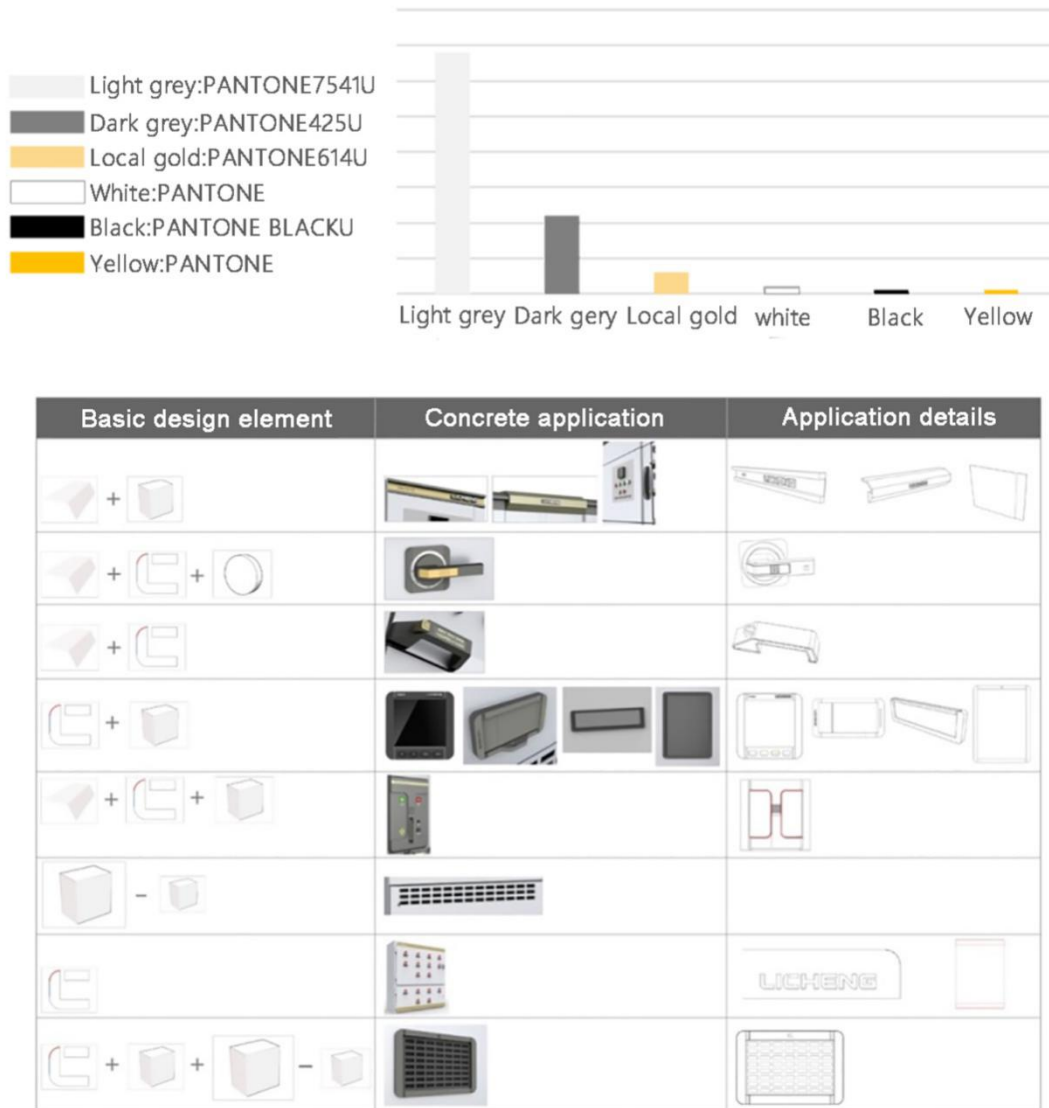 Light grey:PANTONE7541U
Dark grey:PANTONE425U
Local gold:PANTONE614U
White:PANTONE
Black:PANTONE BLACKU
Yellow:PANTONE
Light grey Dark gery Local gold white Black Yellow
Basic design element Concrete application Application details
+
+ +
+
+
+ +
-
LICHENG
+ + -